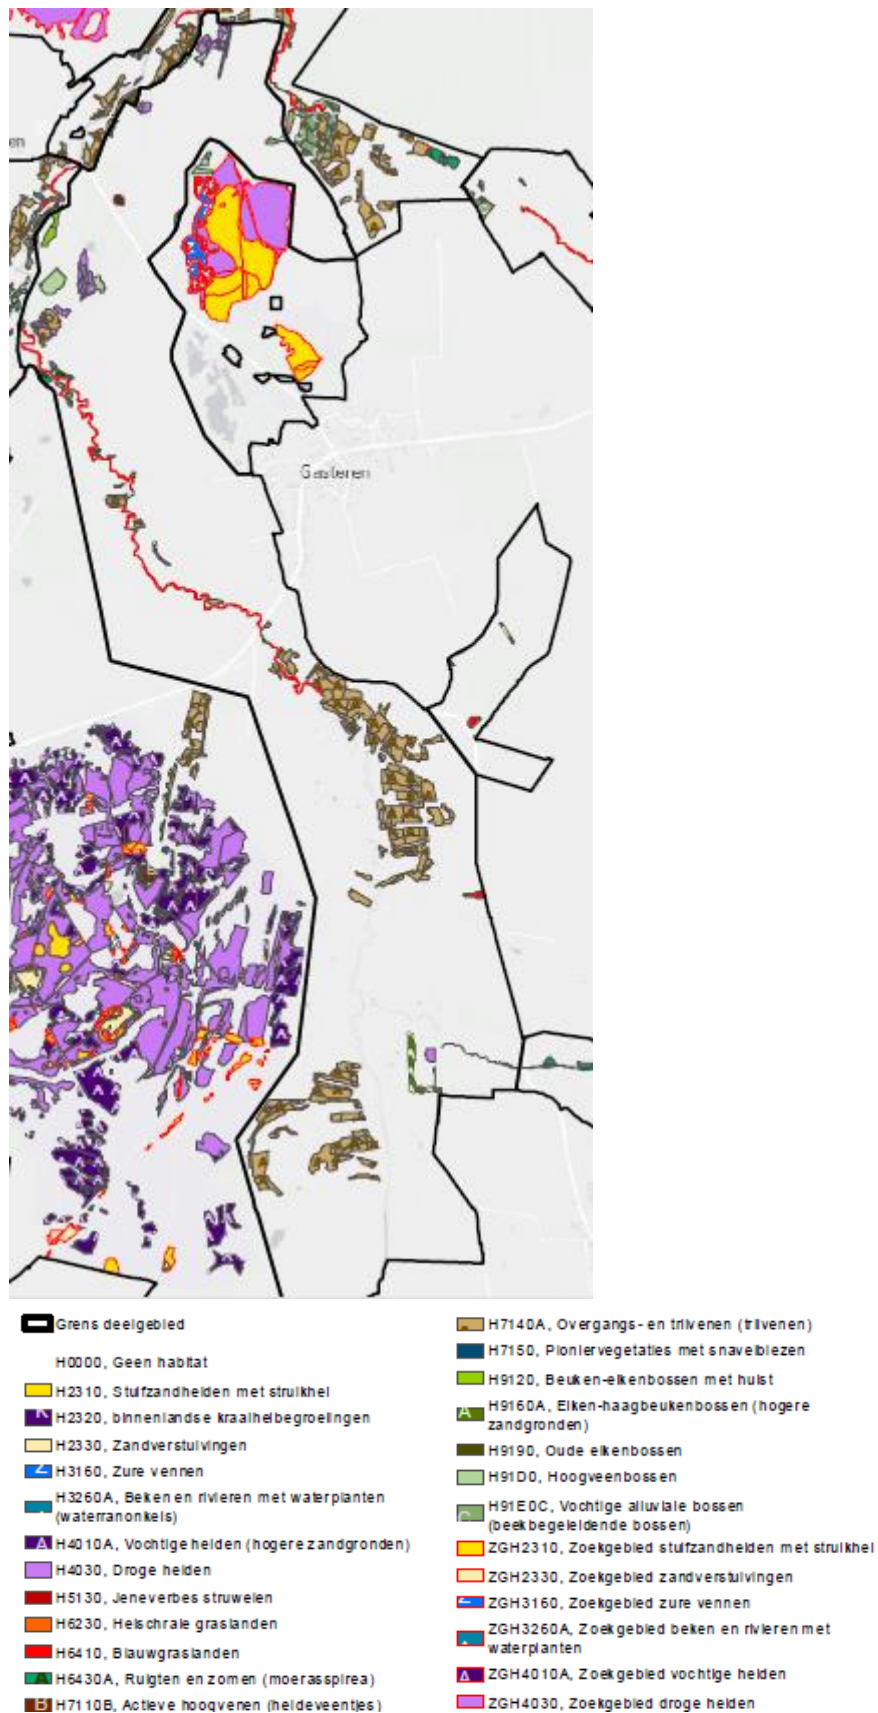 en
Gasteren
Grens deelgebied
H0000, Geen habitat
H2310, Stuifzandheiden met struikhei
H2320, binnenlandse kraaiheibegroeiingen
H2330, Zandverstuivingen
H3160, Zure vennen
H3260A, Beken en rivieren met waterplanten
(waterranonkels)
H4010A, Vochtige heiden (hogere zandgronden)
H4030, Droge heiden
H5130, Jeneverbes struwelen
H6230, Heischrale graslanden
H6410, Blauwgraslanden
H6430A, Ruigten en zomen (moerasspirea)
H7110B, Actieve hoogvenen (heideveentjes)
H7140A, Overgangs- en trilvenen (trilvenen)
H7150, Pioniervegetaties met snavelbiezen
H9120, Beuken-eikenbossen met hulst
H9160A, Eiken-haagbeukenbossen (hogere
zandgronden)
H9190, Oude eikenbossen
H91D0, Hoogveenbossen
H91E0C, Vochtige alluviale bossen
(beekbegeleidende bossen)
ZGH2310, Zoekgebied stuifzandheiden met struikhei
ZGH2330, Zoekgebied zandverstuivingen
ZGH3160, Zoekgebied zure vennen
ZGH3260A, Zoekgebied beken en rivieren met
waterplanten
ZGH4010A, Zoekgebied vochtige heiden
ZGH4030, Zoekgebied droge heiden